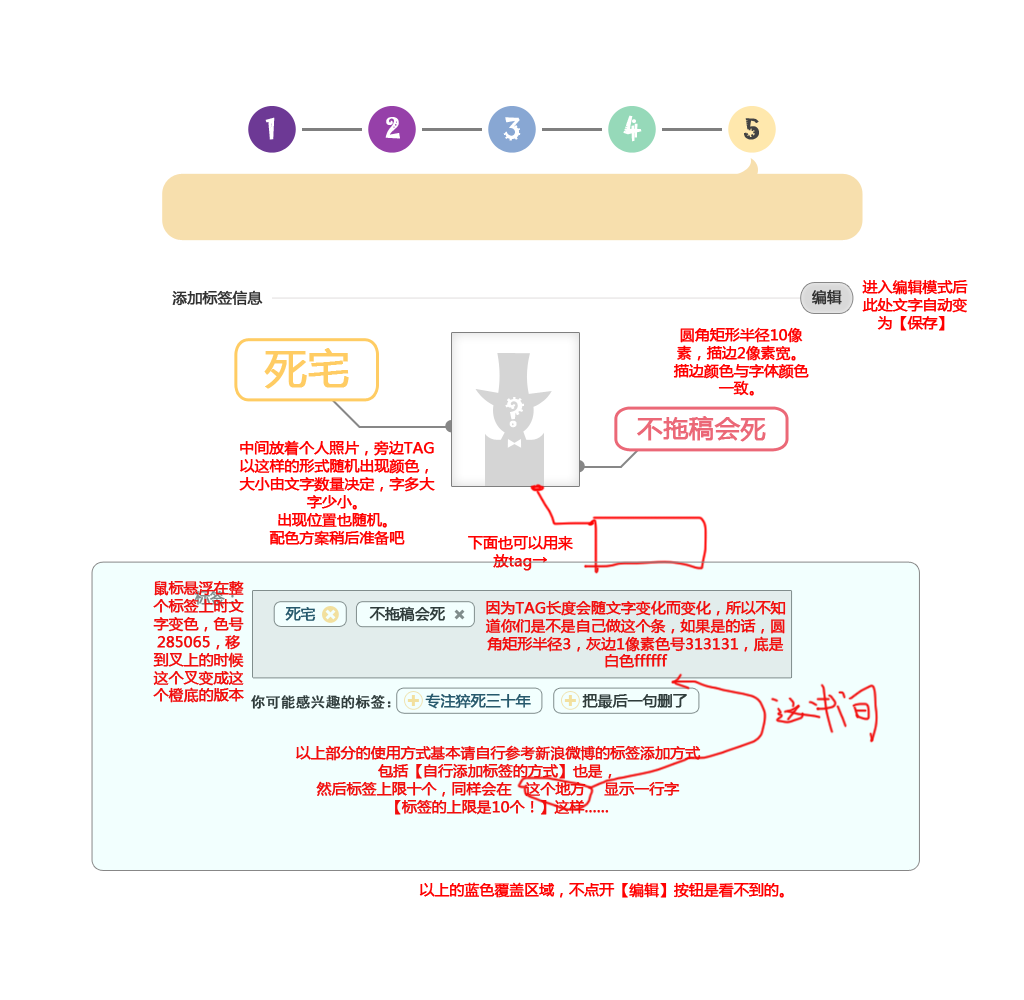 1 2 3 4 5
添加标签信息
编辑
进入编辑模式后
此处文字自动变
为【保存】
死宅
圆角矩形半径10像
素，描边2像素宽。
描边颜色与字体颜色
一致。
不拖稿会死
中间放着个人照片，旁边TAG
以这样的形式随机出现颜色，
大小由文字数量决定，字多大
字少小。
出现位置也随机。
配色方案稍后准备吧
下面也可以用来
放tag→
鼠标悬浮在整
个标签上时文
字变色，色号
285065，移
到叉上的时候
这个叉变成这
个橙底的版本
标签
死宅
不拖稿会死
因为TAG长度会随文字变化而变化，所以不知
道你们是不是自己做这个条，如果是的话，圆
角矩形半径3，灰边1像素色号313131，底是
白色ffffff
你可能感兴趣的标签：
专注猝死三十年
把最后一句删了
以上部分的使用方式基本请自行参考新浪微博的标签添加方式
包括【自行添加标签的方式】也是，
然后标签上限十个，同样会在 这个地方 显示一行字
【标签的上限是10个！】这样……
以上的蓝色覆盖区域，不点开【编辑】按钮是看不到的。